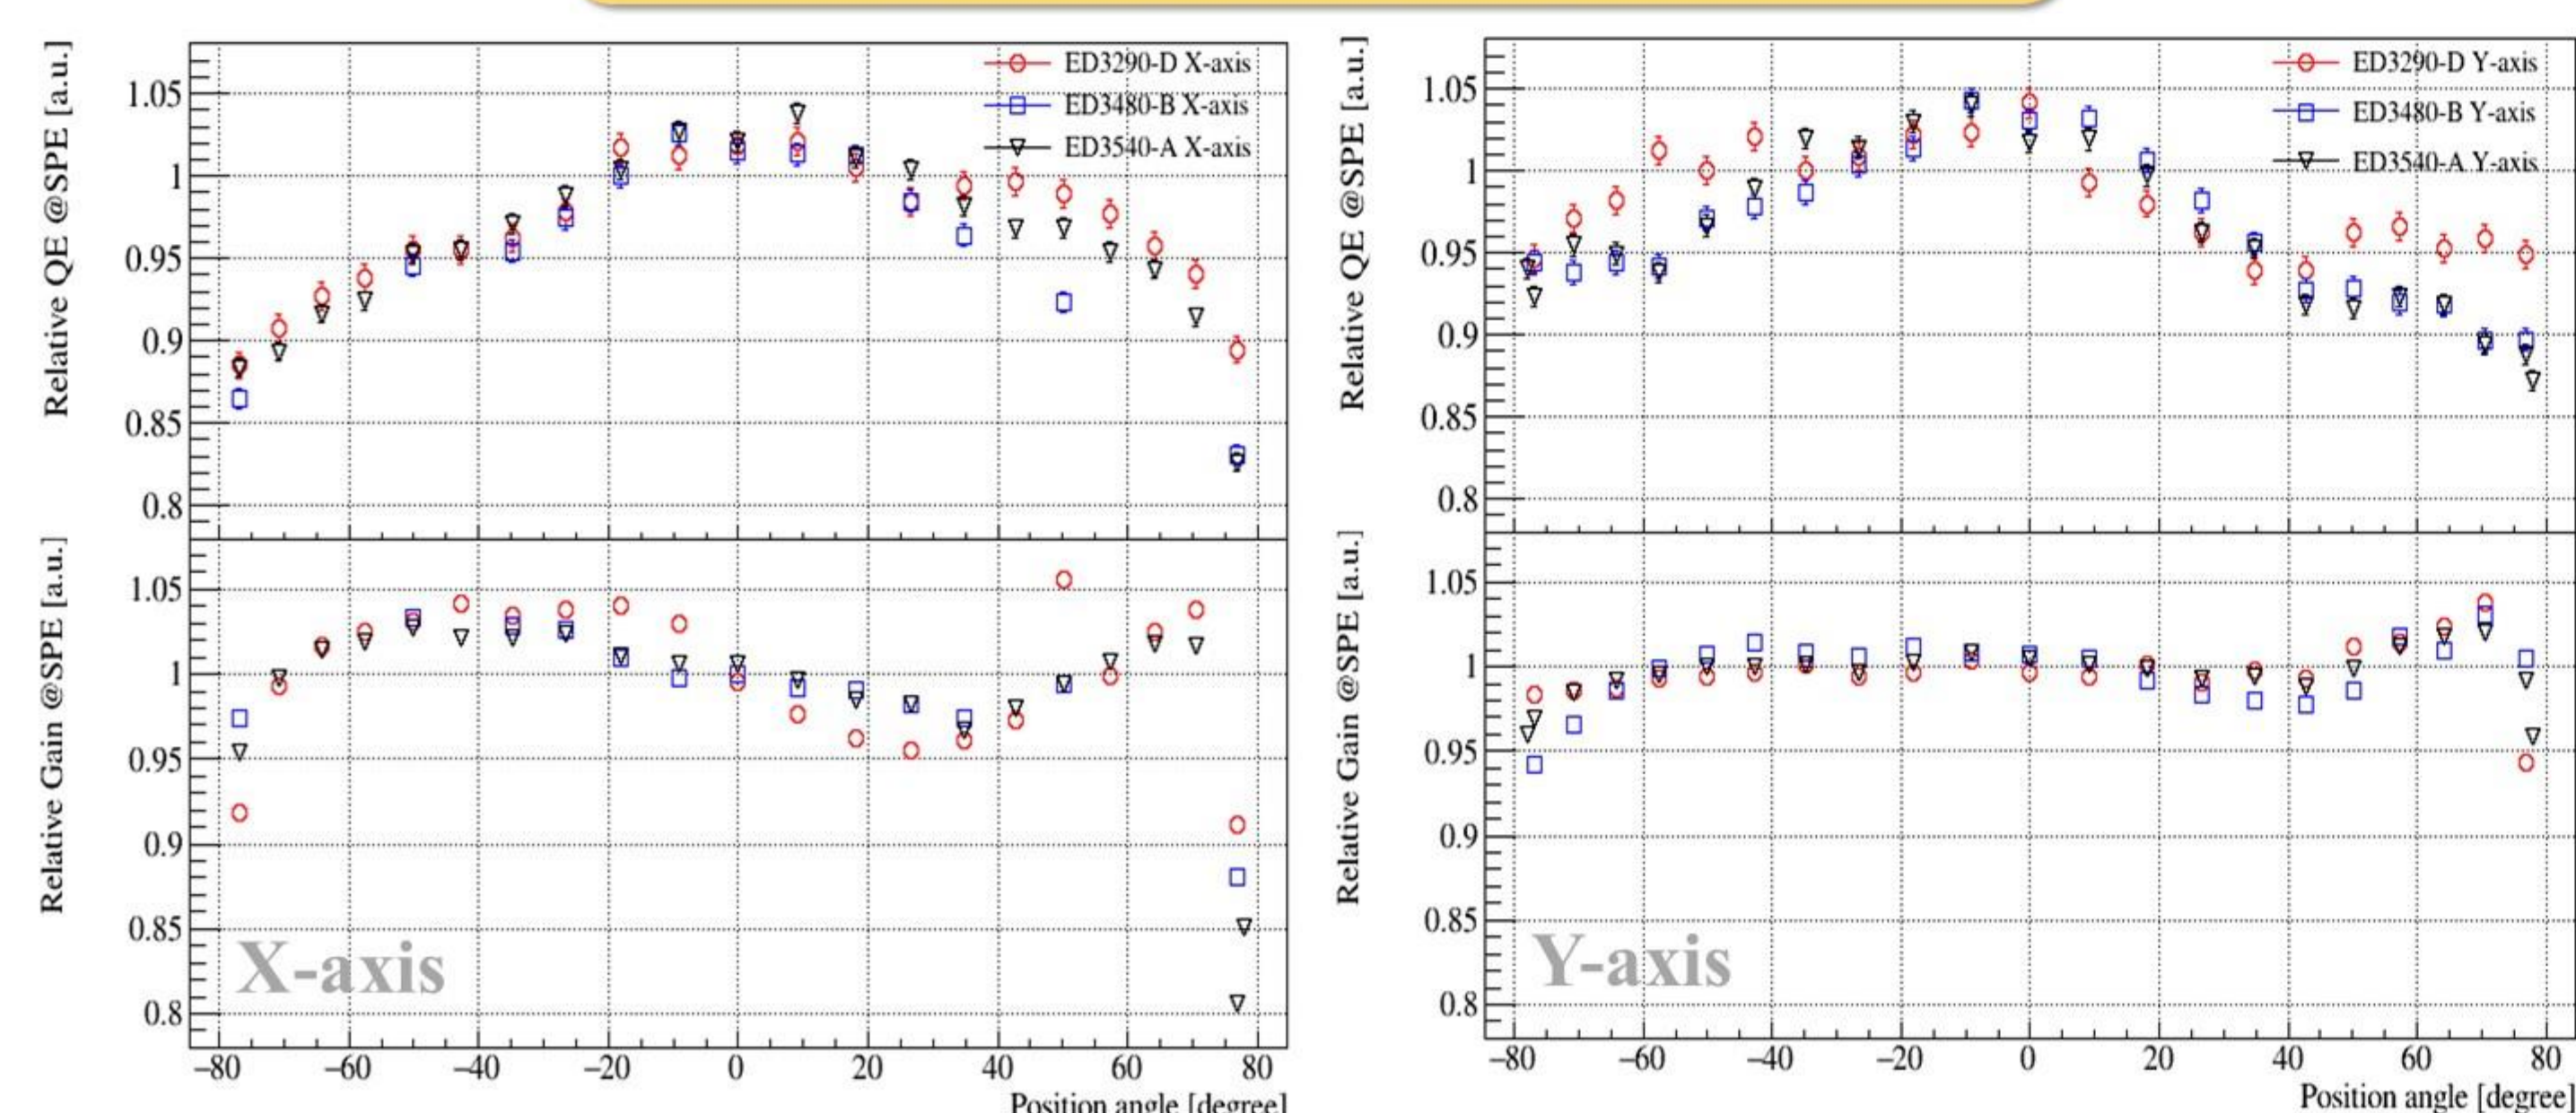 Relative QE @SPE [a.u.]
1.05
1
0.95
0.9
0.85
0.8
ED3290-D X-axis
ED3480-B X-axis
ED3540-A X-axis
Relative Gain @SPE [a.u.]
1.05
1
0.95
0.9
0.85
0.8
X-axis
−80 −60 −40 −20 0 20 40 60 80
Position angle [degree]
Relative QE @SPE [a.u.]
1.05
1
0.95
0.9
0.85
0.8
ED3290-D Y-axis
ED3480-B Y-axis
ED3540-A Y-axis
Relative Gain @SPE [a.u.]
1.05
1
0.95
0.9
0.85
0.8
Y-axis
−80 −60 −40 −20 0 20 40 60 80
Position angle [degree]